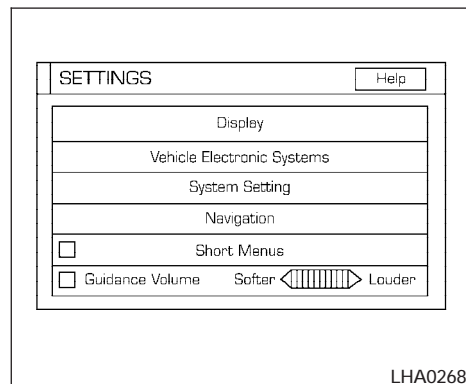 SETTINGS Help
Display
Vehicle Electronic Systems
System Setting
Navigation
Short Menus
Guidance Volume Softer Louder
LHA0268